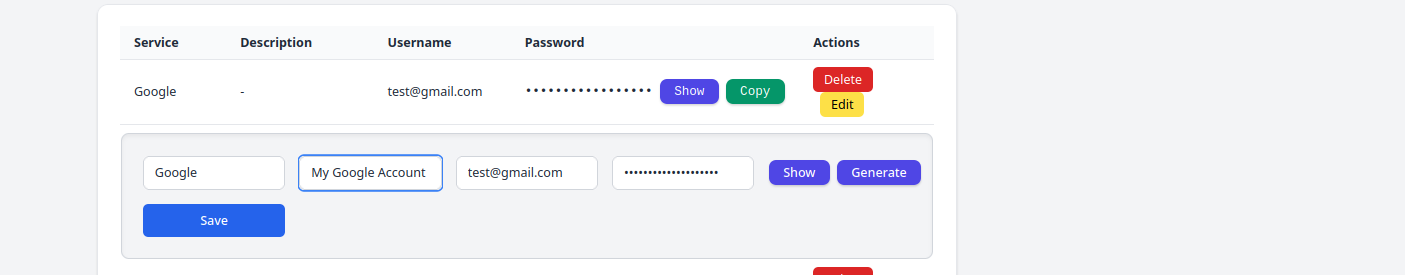 Service Description Username Password Actions
Google - test@gmail.com •••••••••••••••• Show Copy Delete
Edit
Google My Google Account test@gmail.com ••••••••••••••••••• Show Generate
Save